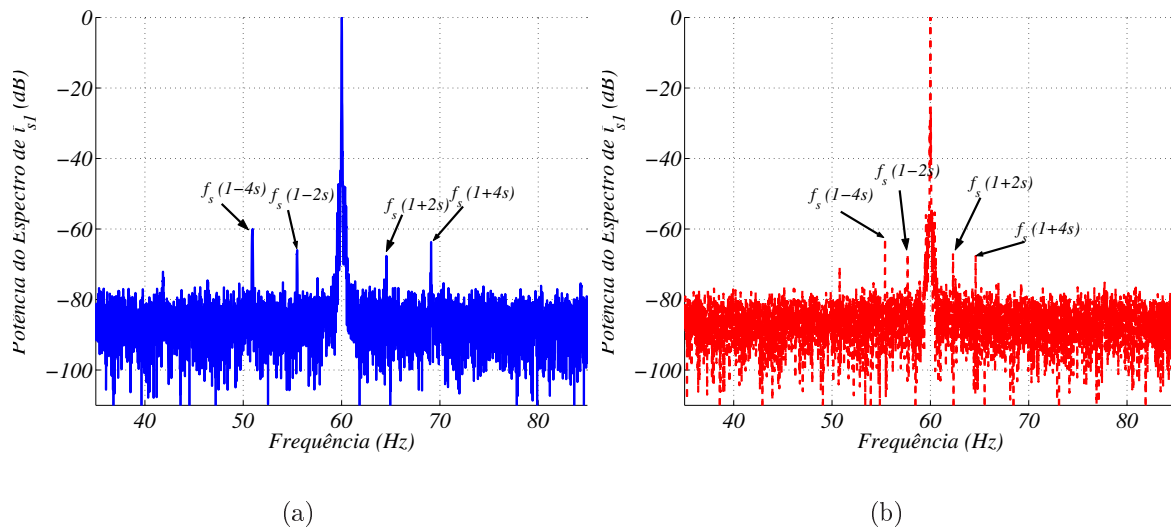 Potência do Espectro de i_s1 (dB)
0
−20
−40
−60
−80
−100
f_s(1−4s)
f_s(1−2s)
f_s(1+2s)
f_s(1+4s)
40 50 60 70 80
Frequência (Hz)
(a)
Potência do Espectro de i_s1 (dB)
0
−20
−40
−60
−80
−100
f_s(1−4s)
f_s(1−2s)
f_s(1+2s)
f_s(1+4s)
40 50 60 70 80
Frequência (Hz)
(b)